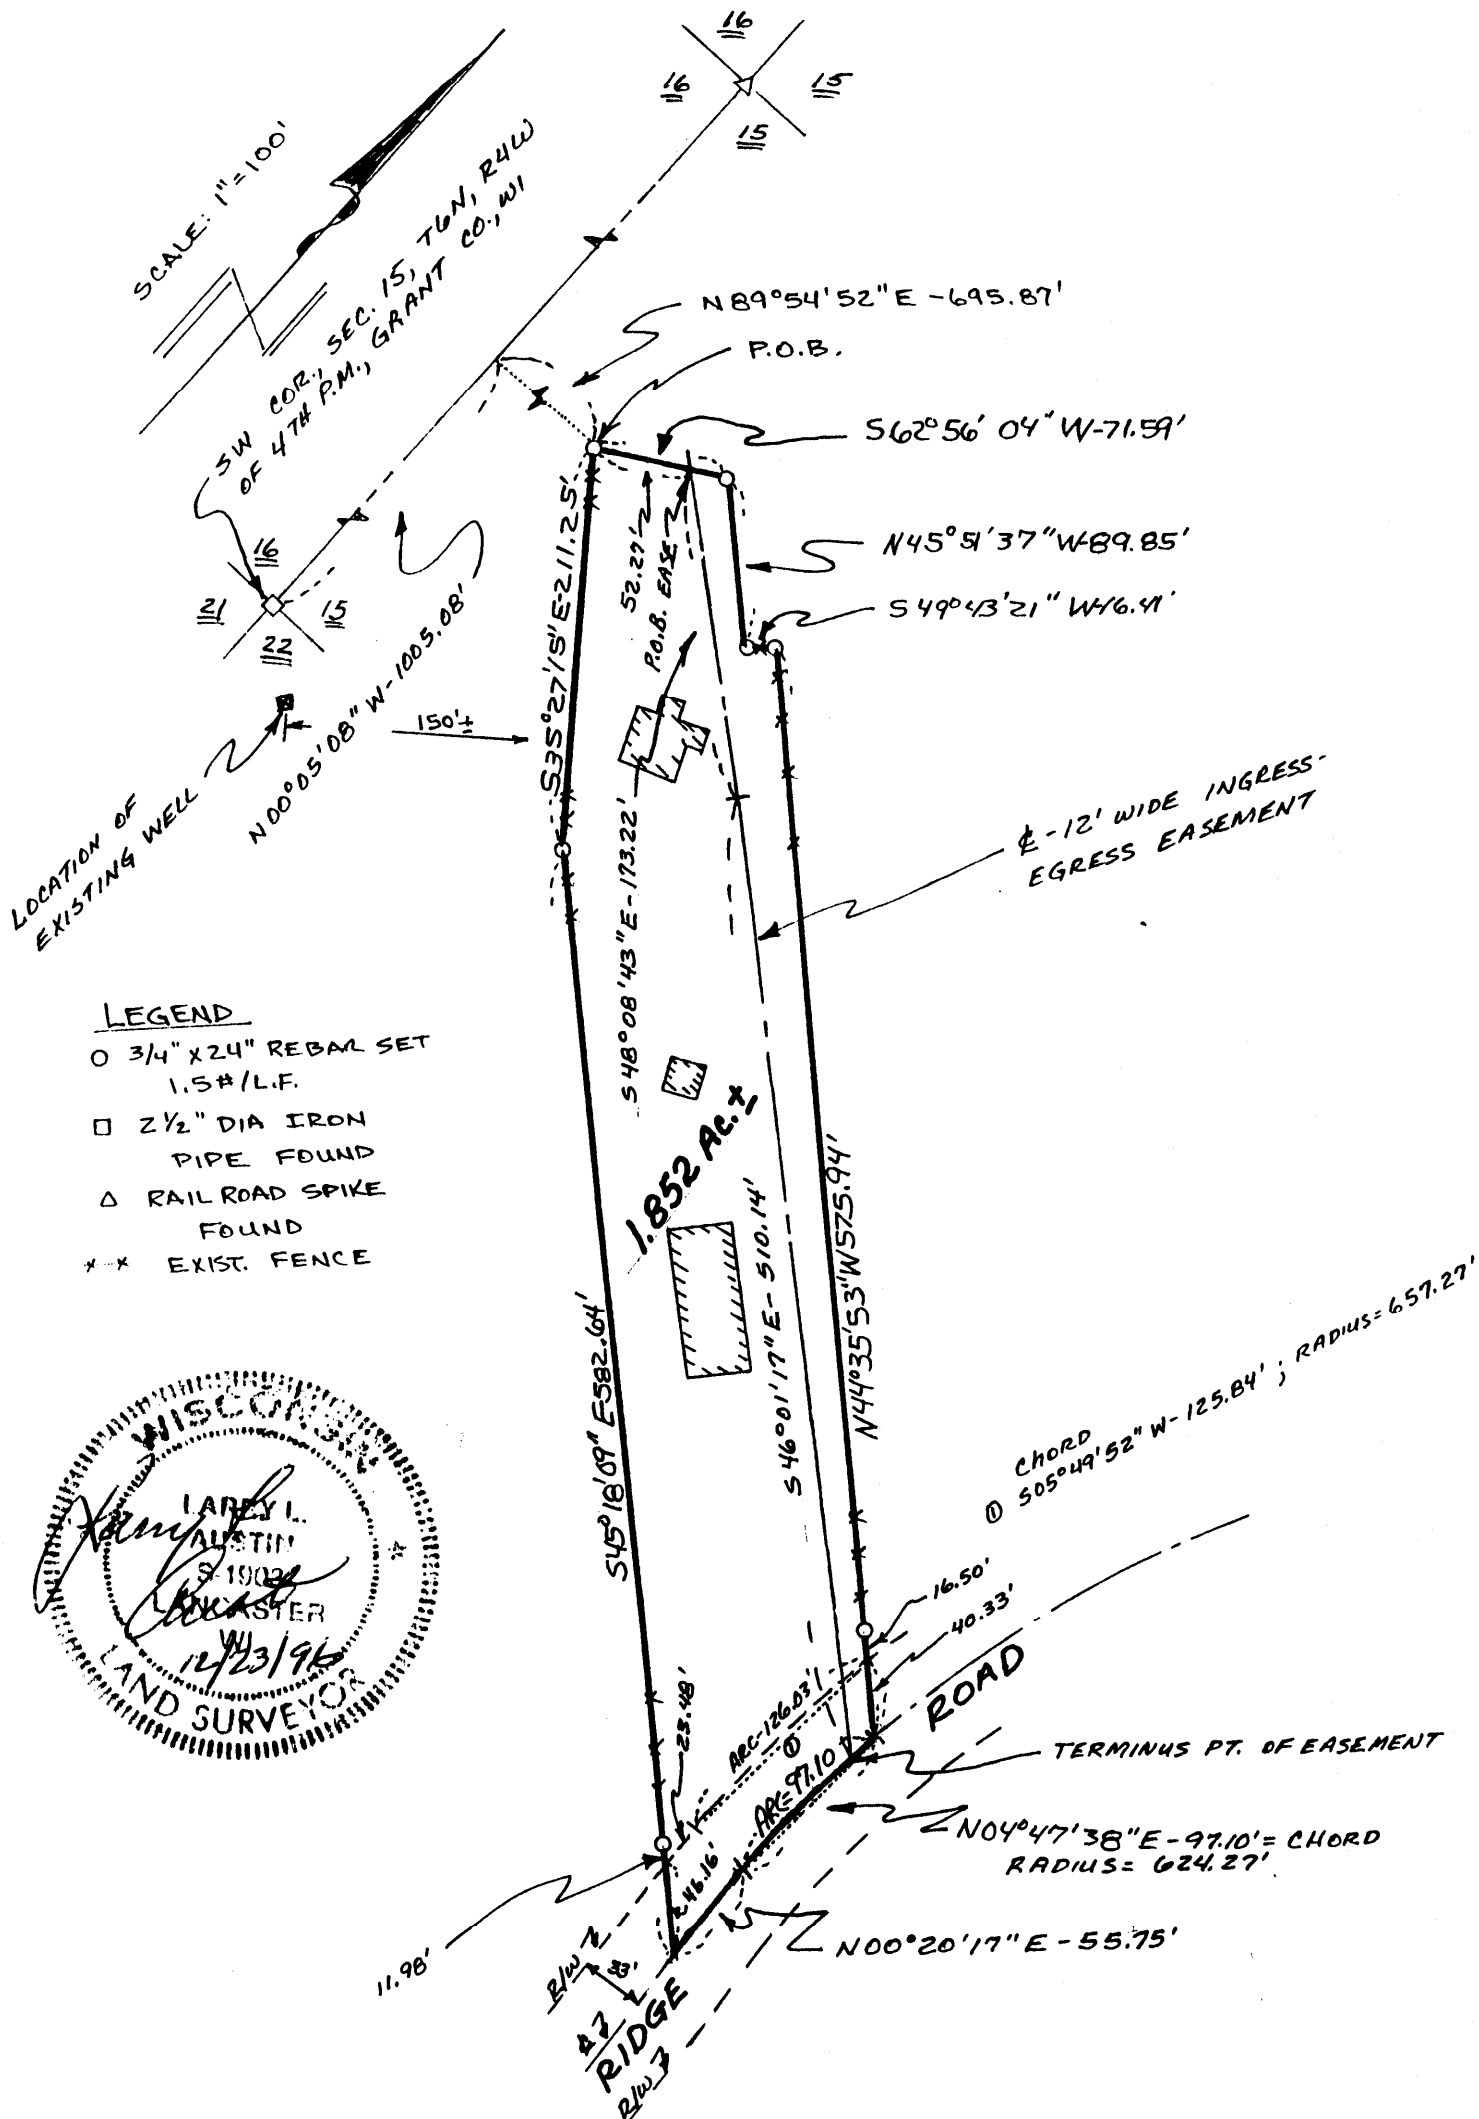 16
16
15
15
SCALE: 1"=100'
SW COR., SEC. 15, T6N, R4W
OF 4TH P.M., GRANT CO., WI
N89°54'52"E-695.87'
P.O.B.
S62°56'04"W-71.59'
N45°51'37"W-89.85'
S49°43'21"W-16.41'
16
21
15
22
N00°05'08"W-1005.08'
150'±
S35°27'15"E-211.25'
52.27'
P.O.B. EASE
LOCATION OF
EXISTING WELL
S48°08'43"E-173.22'
℄-12' WIDE INGRESS-
EGRESS EASEMENT
LEGEND
O 3/4" X 24" REBAR SET
1.5#/L.F.
□ 2½" DIA IRON
PIPE FOUND
△ RAILROAD SPIKE
FOUND
x-x EXIST. FENCE
1.852 AC.±
S46°01'17"E-510.14'
N44°35'53"W575.94'
S45°18'09"E582.64'
CHORD
① S05°49'52"W-125.84'; RADIUS=657.27'
WISCONSIN
LARRY L.
AUSTIN
LANCASTER
WI
12/23/96
LAND SURVEYOR
16.50'
40.33'
23.48'
ARC-126.03'
①
ARC=97.10
ROAD
TERMINUS PT. OF EASEMENT
N04°47'38"E-97.10'=CHORD
RADIUS= 624.27'
46.16'
N00°20'17"E-55.75'
11.98'
R/W
33'
RIDGE
R/W